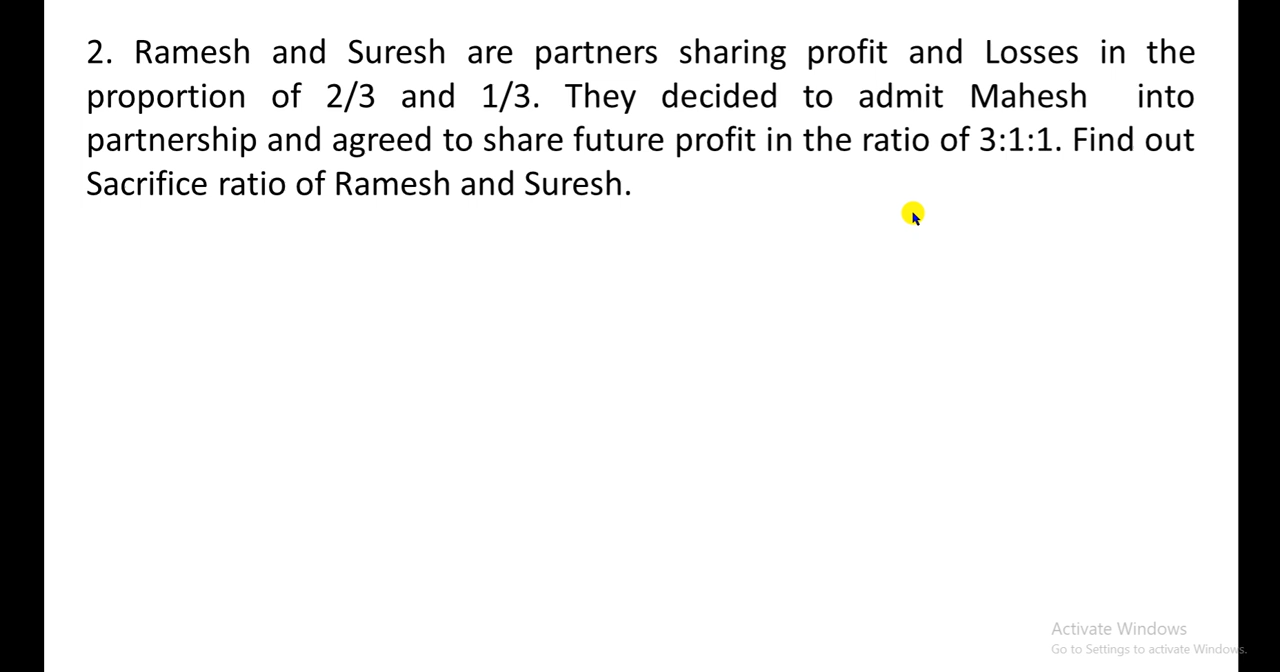 2. Ramesh and Suresh are partners sharing profit and Losses in the
proportion of 2/3 and 1/3. They decided to admit Mahesh into
partnership and agreed to share future profit in the ratio of 3:1:1. Find out
Sacrifice ratio of Ramesh and Suresh.
Activate Windows
Go to Settings to activate Windows.